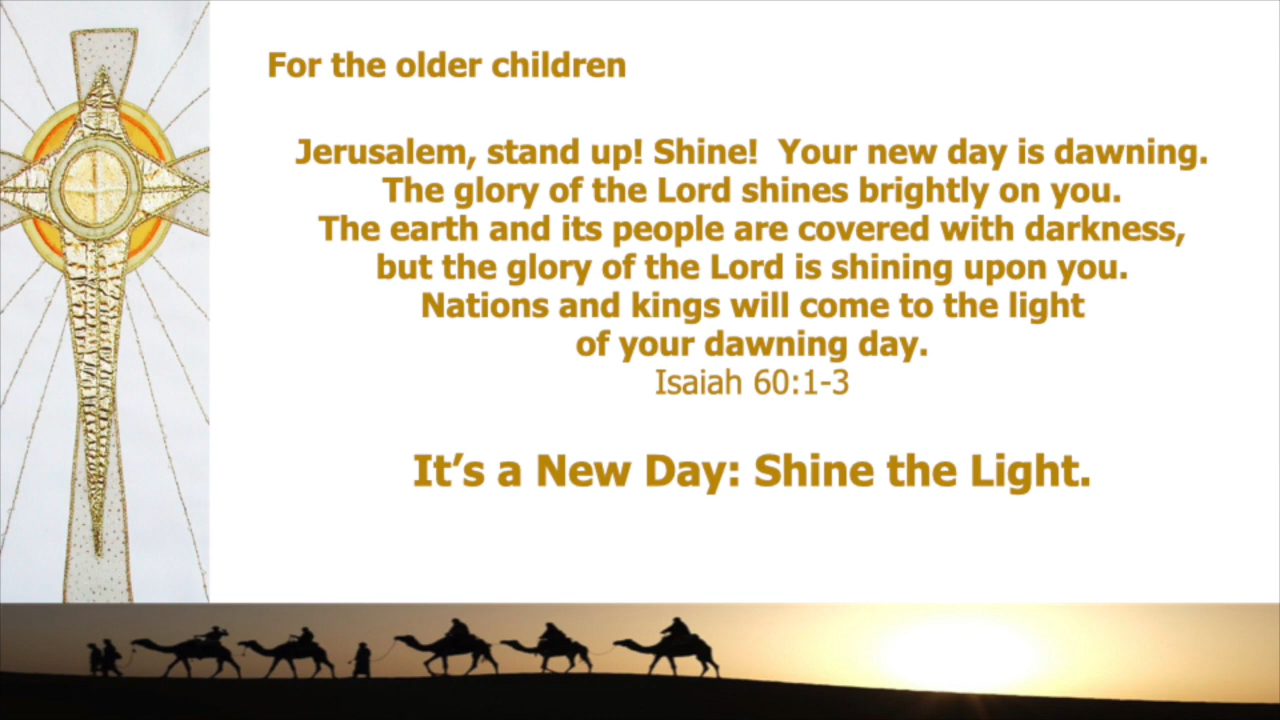 For the older children
Jerusalem, stand up! Shine!  Your new day is dawning.
The glory of the Lord shines brightly on you.
The earth and its people are covered with darkness,
but the glory of the Lord is shining upon you.
Nations and kings will come to the light
of your dawning day.
Isaiah 60:1-3
It’s a New Day: Shine the Light.